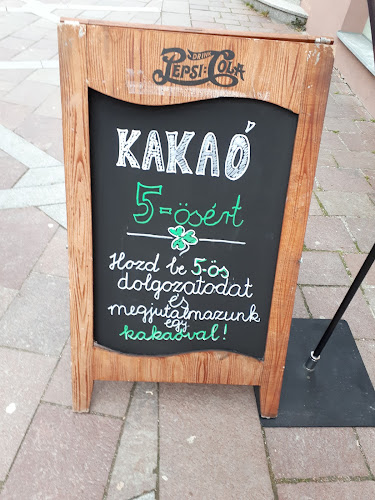 DRINK
PEPSI:COLA
KAKAÓ
5-ösért
Hozd be 5-ös
dolgozatodat
és
megjutalmazunk
egy
kakaóval!